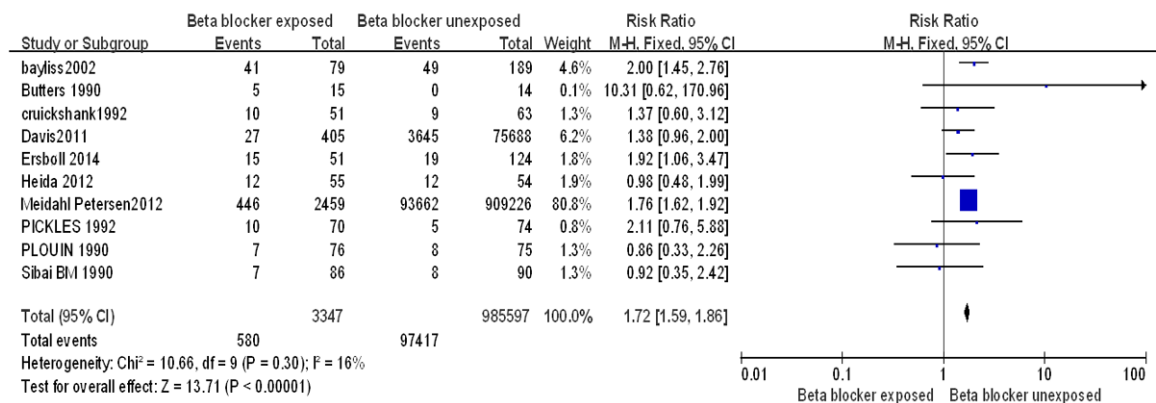 Beta blocker exposed Beta blocker unexposed Risk Ratio Risk Ratio
Study or Subgroup Events Total Events Total Weight M-H, Fixed, 95% CI M-H, Fixed, 95% CI
bayliss2002 41 79 49 189 4.6% 2.00 [1.45, 2.76]
Butters 1990 5 15 0 14 0.1% 10.31 [0.62, 170.96]
cruickshank1992 10 51 9 63 1.3% 1.37 [0.60, 3.12]
Davis2011 27 405 3645 75688 6.2% 1.38 [0.96, 2.00]
Ersboll 2014 15 51 19 124 1.8% 1.92 [1.06, 3.47]
Heida 2012 12 55 12 54 1.9% 0.98 [0.48, 1.99]
Meidahl Petersen2012 446 2459 93662 909226 80.8% 1.76 [1.62, 1.92]
PICKLES 1992 10 70 5 74 0.8% 2.11 [0.76, 5.88]
PLOUIN 1990 7 76 8 75 1.3% 0.86 [0.33, 2.26]
Sibai BM 1990 7 86 8 90 1.3% 0.92 [0.35, 2.42]
Total (95% CI) 3347 985597 100.0% 1.72 [1.59, 1.86]
Total events 580 97417
Heterogeneity: Chi² = 10.66, df = 9 (P = 0.30); I² = 16%
Test for overall effect: Z = 13.71 (P < 0.00001)
0.01 0.1 1 10 100
Beta blocker exposed Beta blocker unexposed